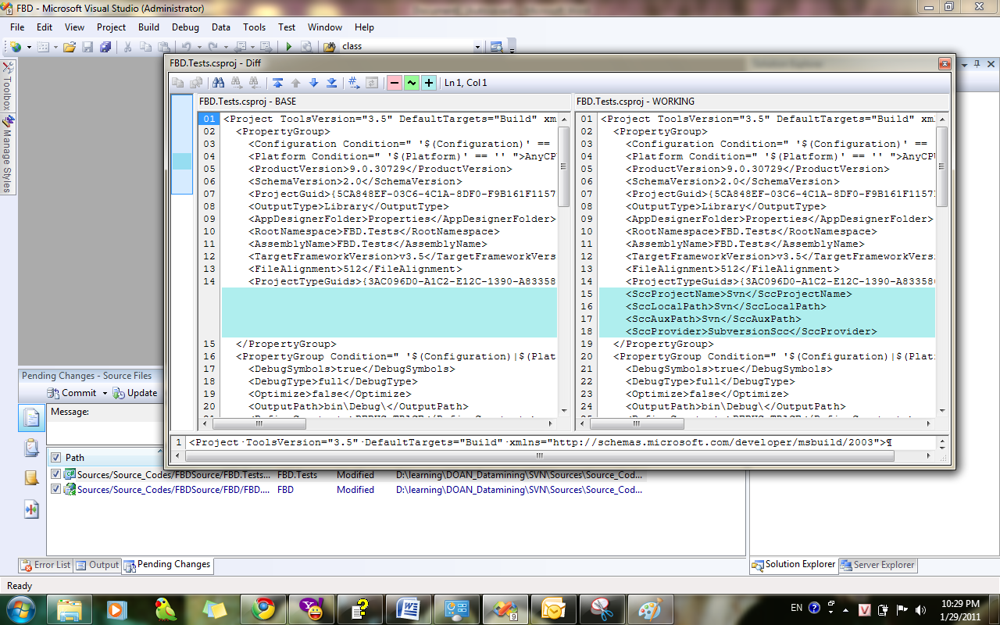 FBD - Microsoft Visual Studio (Administrator)
File Edit View Project Build Debug Data Tools Test Window Help
class
FBD.Tests.csproj - Diff
Ln 1, Col 1
Toolbox
Manage Styles
FBD.Tests.csproj - BASE
01 <Project ToolsVersion="3.5" DefaultTargets="Build" xm
02 <PropertyGroup>
03 <Configuration Condition=" '$(Configuration)' ==
04 <Platform Condition=" '$(Platform)' == '' ">AnyCP
05 <ProductVersion>9.0.30729</ProductVersion>
06 <SchemaVersion>2.0</SchemaVersion>
07 <ProjectGuid>{5CA848EF-03C6-4C1A-8DF0-F9B161F1157
08 <OutputType>Library</OutputType>
09 <AppDesignerFolder>Properties</AppDesignerFolder>
10 <RootNamespace>FBD.Tests</RootNamespace>
11 <AssemblyName>FBD.Tests</AssemblyName>
12 <TargetFrameworkVersion>v3.5</TargetFrameworkVers
13 <FileAlignment>512</FileAlignment>
14 <ProjectTypeGuids>{3AC096D0-A1C2-E12C-1390-A83358
15 </PropertyGroup>
16 <PropertyGroup Condition=" '$(Configuration)|$(Plat
17 <DebugSymbols>true</DebugSymbols>
18 <DebugType>full</DebugType>
19 <Optimize>false</Optimize>
20 <OutputPath>bin\Debug\</OutputPath>
FBD.Tests.csproj - WORKING
01 <Project ToolsVersion="3.5" DefaultTargets="Build" xm
02 <PropertyGroup>
03 <Configuration Condition=" '$(Configuration)' ==
04 <Platform Condition=" '$(Platform)' == '' ">AnyCPU
05 <ProductVersion>9.0.30729</ProductVersion>
06 <SchemaVersion>2.0</SchemaVersion>
07 <ProjectGuid>{5CA848EF-03C6-4C1A-8DF0-F9B161F1157
08 <OutputType>Library</OutputType>
09 <AppDesignerFolder>Properties</AppDesignerFolder>
10 <RootNamespace>FBD.Tests</RootNamespace>
11 <AssemblyName>FBD.Tests</AssemblyName>
12 <TargetFrameworkVersion>v3.5</TargetFrameworkVers
13 <FileAlignment>512</FileAlignment>
14 <ProjectTypeGuids>{3AC096D0-A1C2-E12C-1390-A83358
15 <SccProjectName>Svn</SccProjectName>
16 <SccLocalPath>Svn</SccLocalPath>
17 <SccAuxPath>Svn</SccAuxPath>
18 <SccProvider>SubversionScc</SccProvider>
19 </PropertyGroup>
20 <PropertyGroup Condition=" '$(Configuration)|$(Plat
21 <DebugSymbols>true</DebugSymbols>
22 <DebugType>full</DebugType>
23 <Optimize>false</Optimize>
24 <OutputPath>bin\Debug\</OutputPath>
1 <Project·ToolsVersion="3.5"·DefaultTargets="Build"·xmlns="http://schemas.microsoft.com/developer/msbuild/2003">¶
Pending Changes - Source Files
Commit Update
Message:
Path
Sources/Source_Codes/FBDSource/FBD.Tests... FBD.Tests Modified D:\learning\DOAN_Datamining\SVN\Sources\Source_Cod...
Sources/Source_Codes/FBDSource/FBD/FBD.... FBD Modified D:\learning\DOAN_Datamining\SVN\Sources\Source_Cod...
Error List Output Pending Changes
Solution Explorer Server Explorer
Ready
EN
10:29 PM
1/29/2011